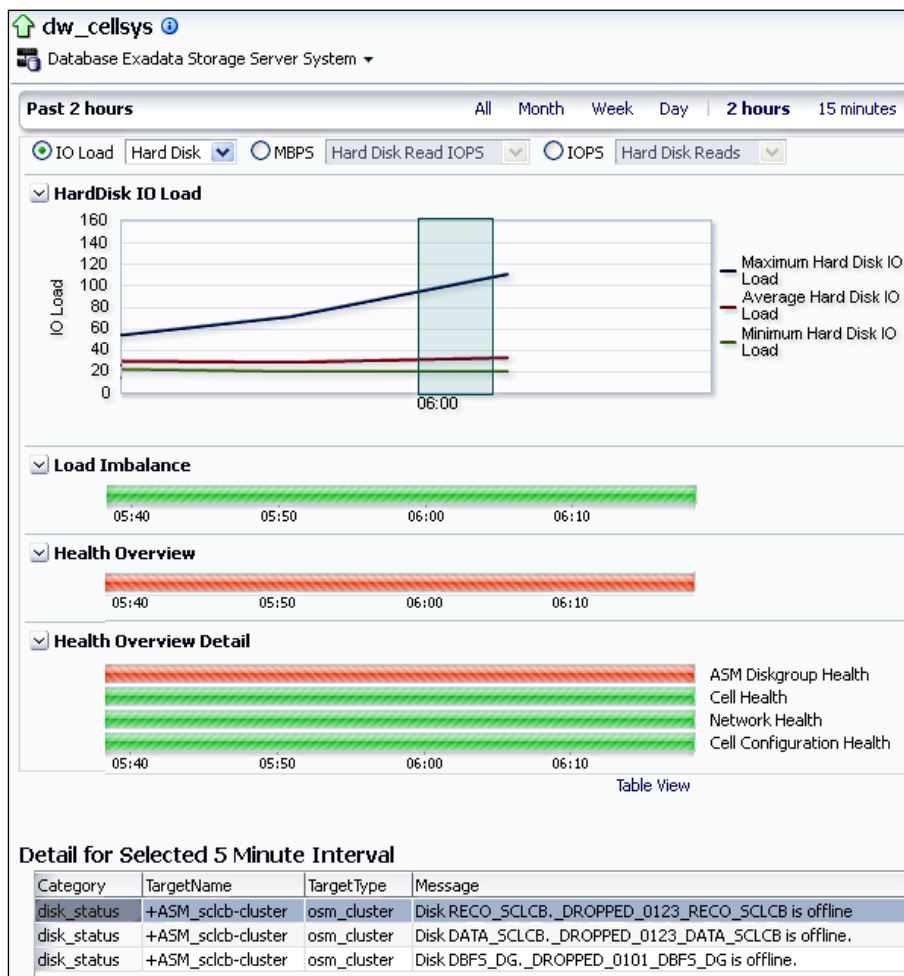 dw_cellsys
Database Exadata Storage Server System
Past 2 hours All Month Week Day 2 hours 15 minutes
IO Load Hard Disk MBPS Hard Disk Read IOPS IOPS Hard Disk Reads
HardDisk IO Load
160
140
120
100
80
60
40
20
0
IO Load
06:00
Maximum Hard Disk IO
Load
Average Hard Disk IO
Load
Minimum Hard Disk IO
Load
Load Imbalance
05:40 05:50 06:00 06:10
Health Overview
05:40 05:50 06:00 06:10
Health Overview Detail
ASM Diskgroup Health
Cell Health
Network Health
Cell Configuration Health
05:40 05:50 06:00 06:10
Table View
Detail for Selected 5 Minute Interval
Category TargetName TargetType Message
disk_status +ASM_sclcb-cluster osm_cluster Disk RECO_SCLCB._DROPPED_0123_RECO_SCLCB is offline
disk_status +ASM_sclcb-cluster osm_cluster Disk DATA_SCLCB._DROPPED_0123_DATA_SCLCB is offline.
disk_status +ASM_sclcb-cluster osm_cluster Disk DBFS_DG._DROPPED_0101_DBFS_DG is offline.